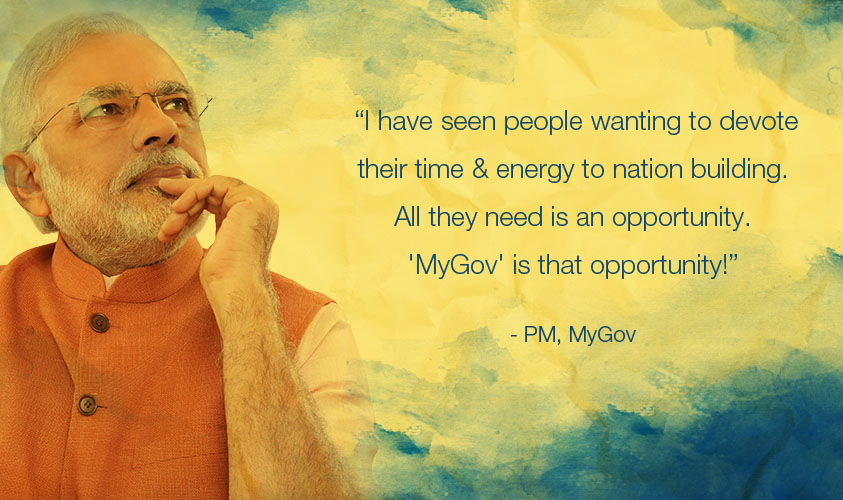 “I have seen people wanting to devote
their time & energy to nation building.
All they need is an opportunity.
'MyGov' is that opportunity!”
- PM, MyGov